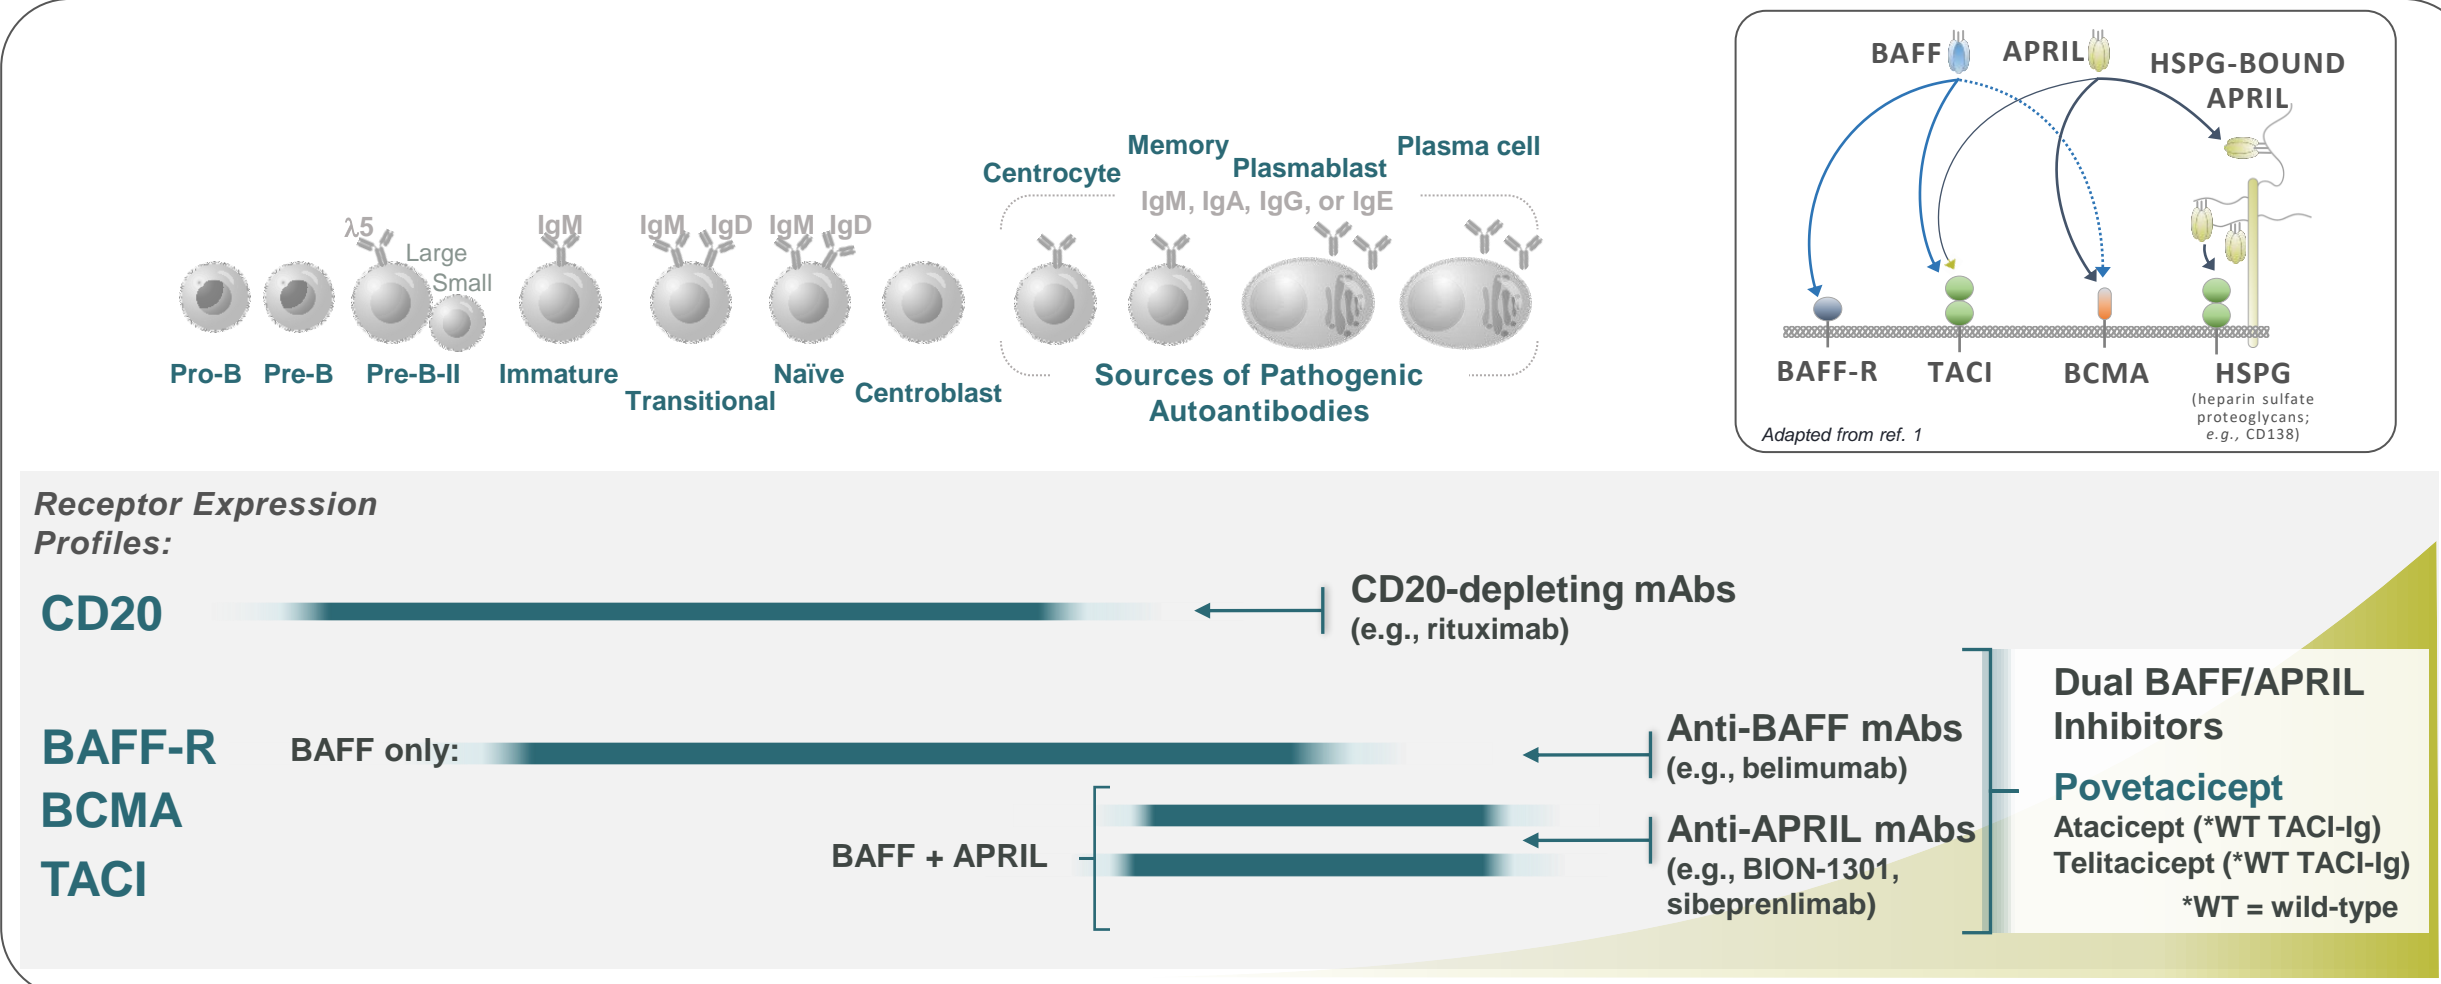 Centrocyte
Memory
Plasmablast
Plasma cell
IgM, IgA, IgG, or IgE
λ5
Large
Small
IgM
IgM IgD
IgM IgD
Pro-B
Pre-B
Pre-B-II
Immature
Transitional
Naïve
Centroblast
Sources of Pathogenic
Autoantibodies
BAFF
APRIL
HSPG-BOUND
APRIL
BAFF-R
TACI
BCMA
HSPG
(heparin sulfate
proteoglycans;
e.g., CD138)
Adapted from ref. 1
Receptor Expression
Profiles:
CD20
CD20-depleting mAbs
(e.g., rituximab)
BAFF-R
BAFF only:
Anti-BAFF mAbs
(e.g., belimumab)
BCMA
TACI
BAFF + APRIL
Anti-APRIL mAbs
(e.g., BION-1301,
sibeprenlimab)
Dual BAFF/APRIL
Inhibitors
Povetacicept
Atacicept (*WT TACI-Ig)
Telitacicept (*WT TACI-Ig)
*WT = wild-type